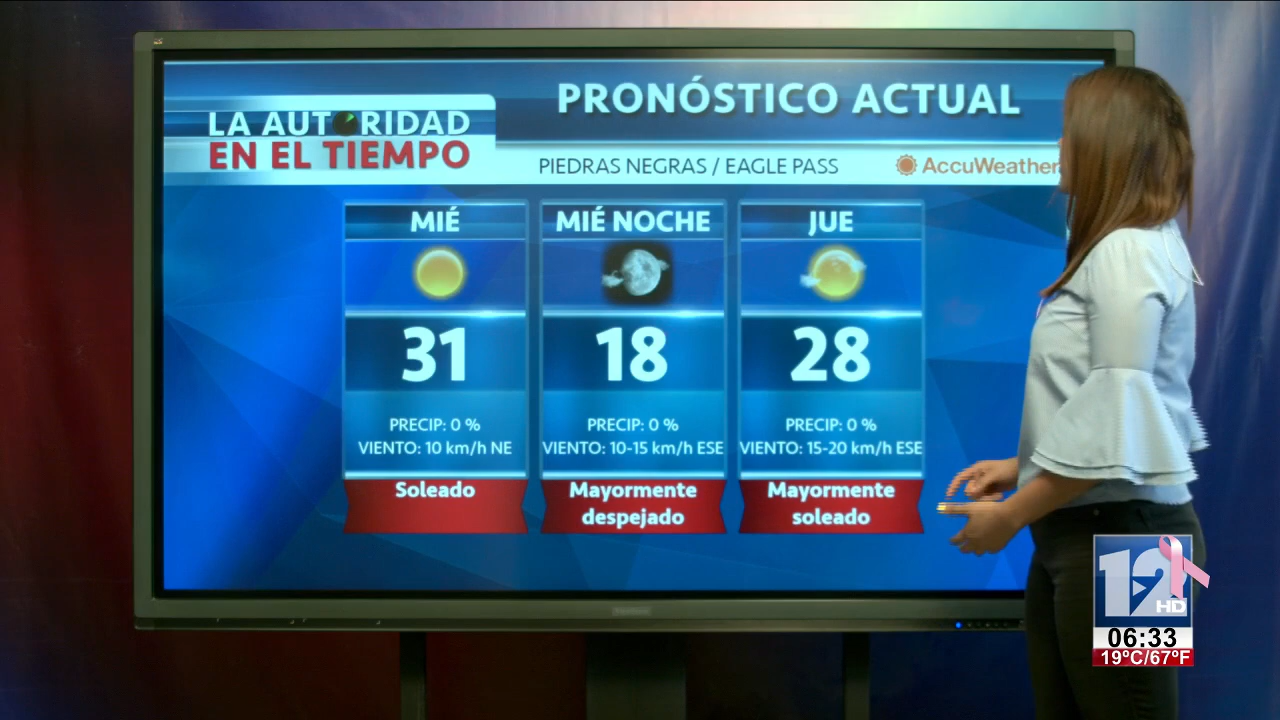 PRONÓSTICO ACTUAL
LA AUTORIDAD
EN EL TIEMPO
PIEDRAS NEGRAS / EAGLE PASS
AccuWeather
MIÉ
31
PRECIP: 0 %
VIENTO: 10 km/h NE
Soleado
MIÉ NOCHE
18
PRECIP: 0 %
VIENTO: 10-15 km/h ESE
Mayormente
despejado
JUE
28
PRECIP: 0 %
VIENTO: 15-20 km/h ESE
Mayormente
soleado
12
HD
06:33
19ºC/67ºF